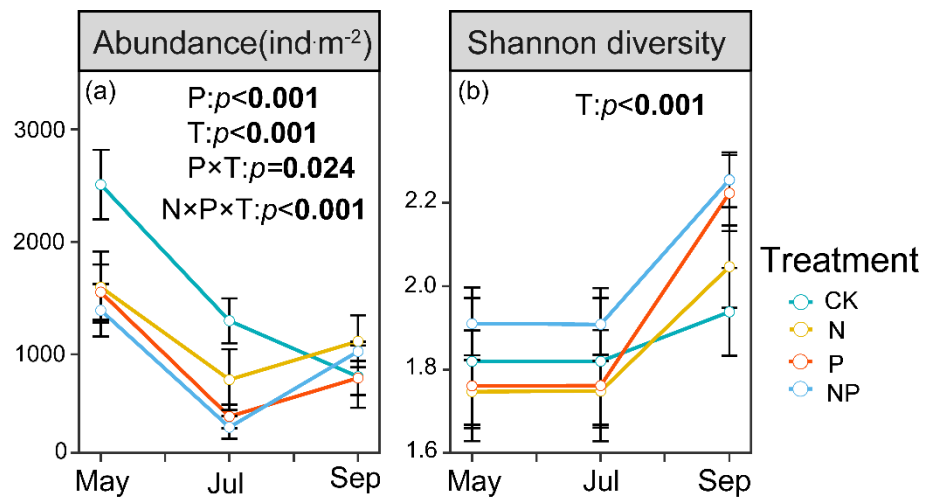 Abundance(ind·m⁻²)
Shannon diversity
(a)
P:p<0.001
T:p<0.001
P×T:p=0.024
N×P×T:p<0.001
3000
2000
1000
0
May Jul Sep
(b)
T:p<0.001
2.2
2.0
1.8
1.6
May Jul Sep
Treatment
CK
N
P
NP